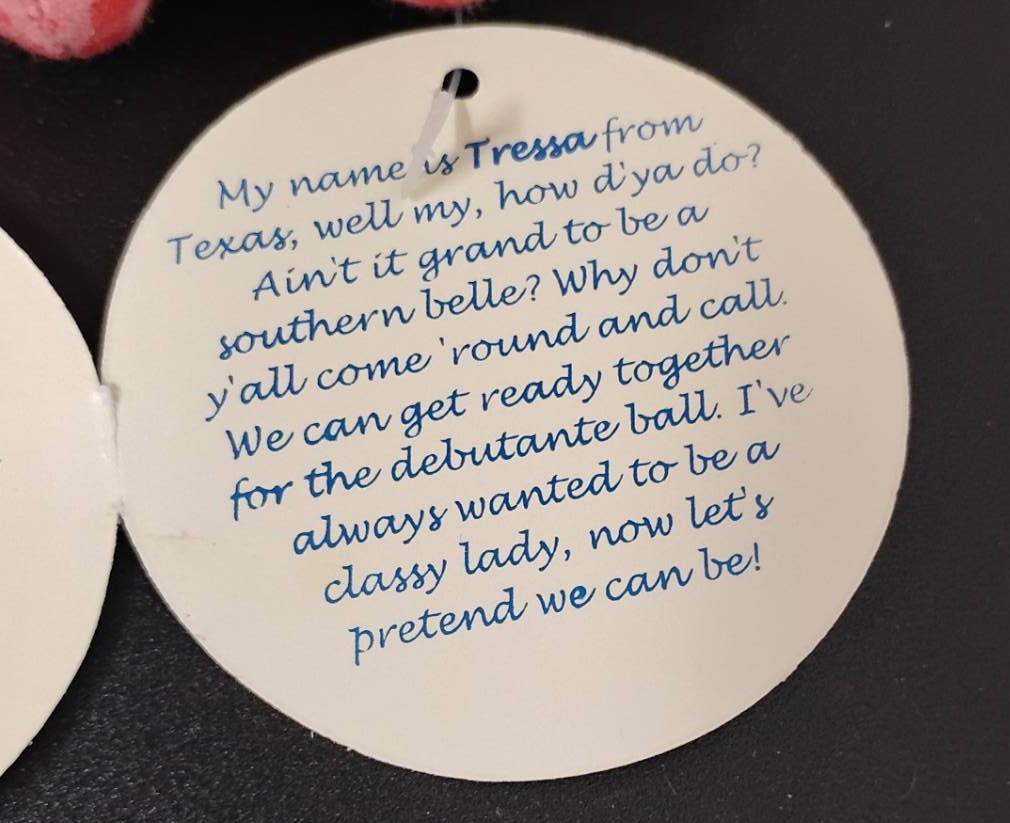 My name is Tressa from
Texas, well my, how d'ya do?
Ain't it grand to be a
southern belle? Why don't
y'all come 'round and call.
We can get ready together
for the debutante ball. I've
always wanted to be a
classy lady, now let's
pretend we can be!